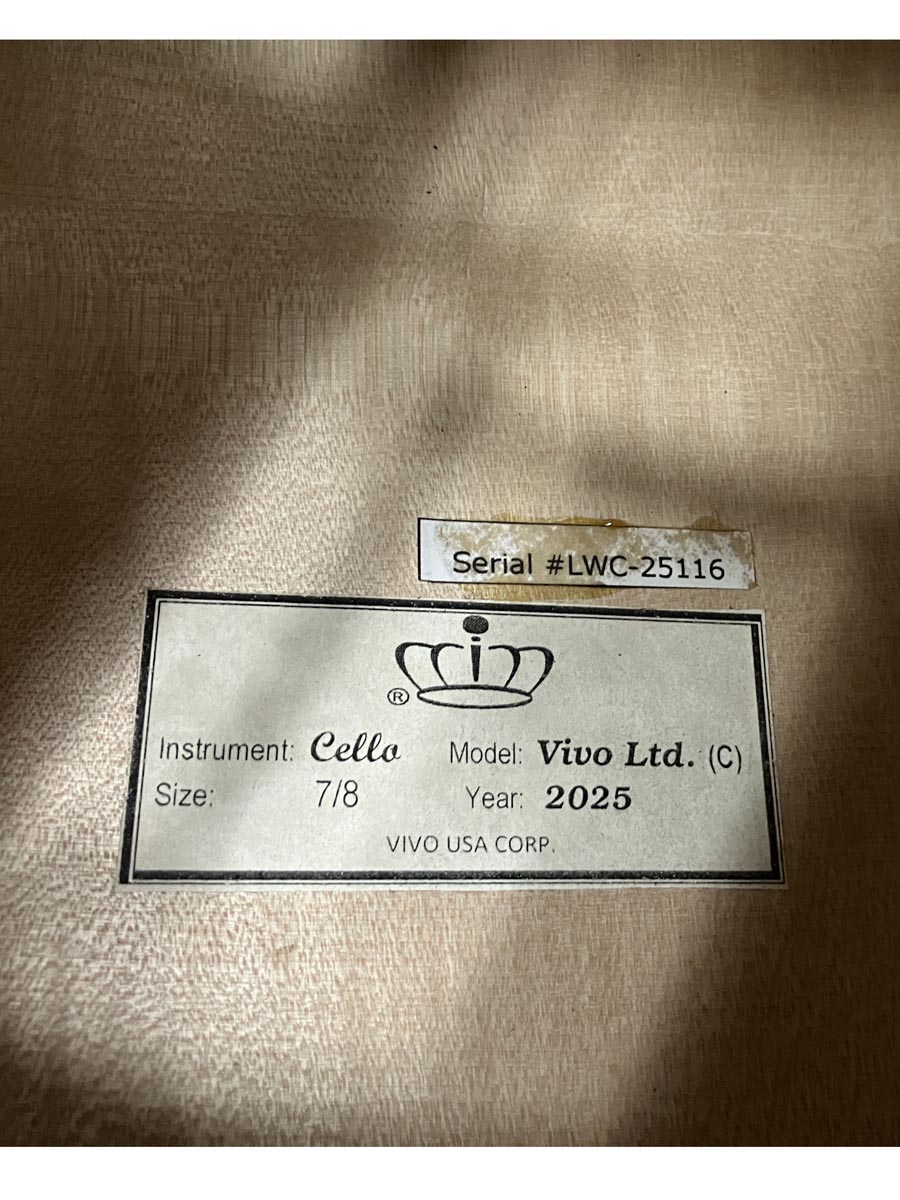 Serial #LWC-25116
®
Instrument: Cello Model: Vivo Ltd. (C)
Size: 7/8 Year: 2025
VIVO USA CORP.